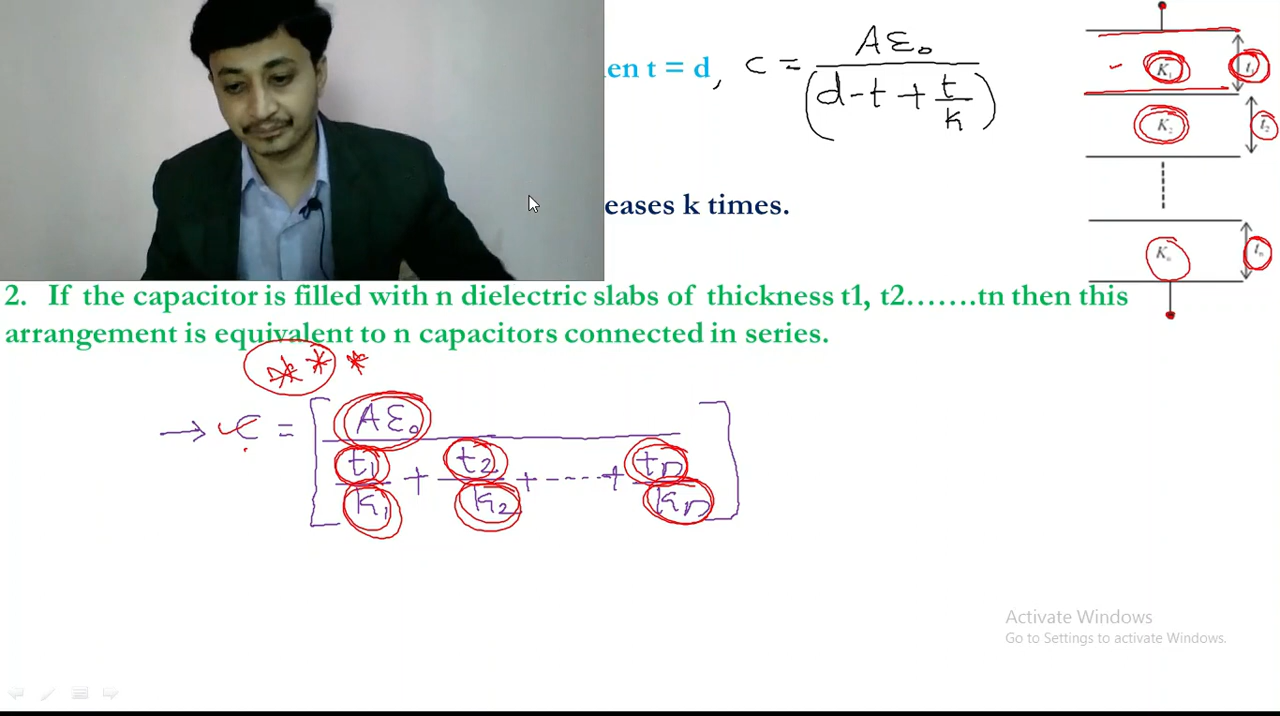 en t = d, C = Aε₀ / (d - t + t/k)
K₁ t₁
K₂ t₂
eases k times.
Kₙ tₙ
2. If the capacitor is filled with n dielectric slabs of thickness t1, t2…….tn then this
arrangement is equivalent to n capacitors connected in series.
***
→ C = [Aε₀ / (t₁/k₁ + t₂/k₂ + ---- + tₙ/kₙ)]
Activate Windows
Go to Settings to activate Windows.